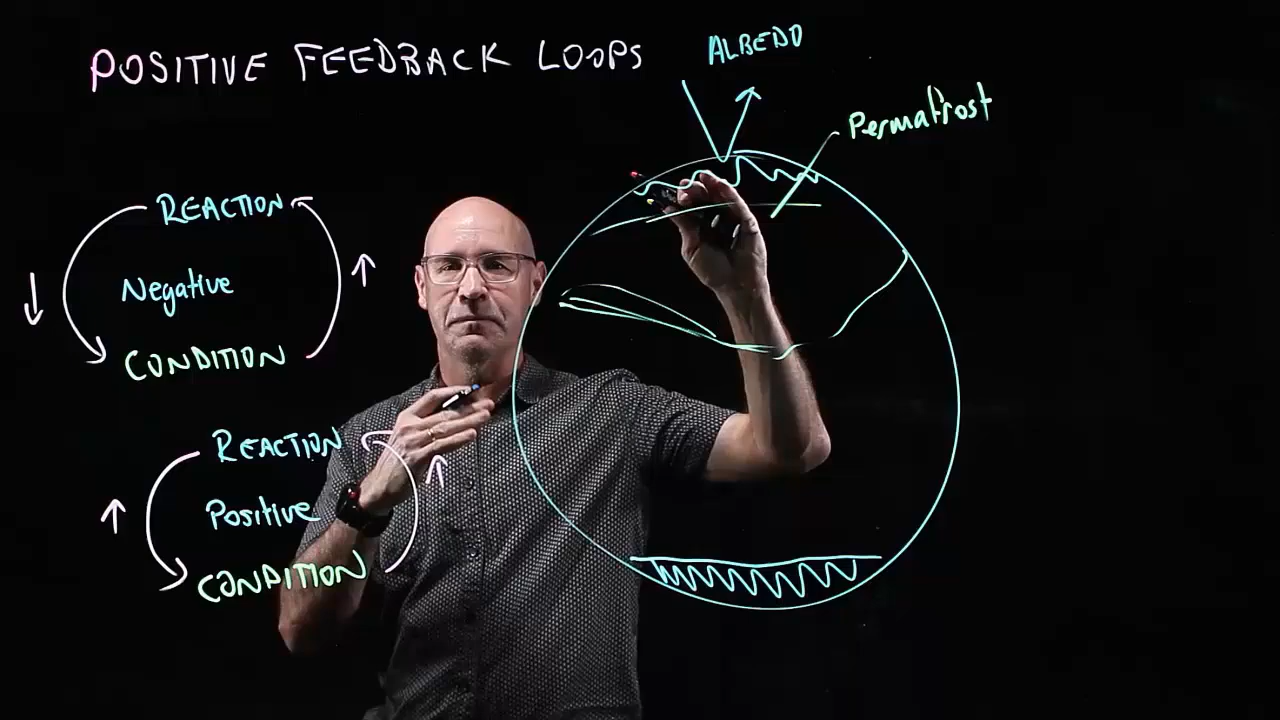 POSITIVE FEEDBACK LOOPS
ALBEDO
Permafrost
REACTION
Negative
CONDITION
REACTION
Positive
CONDITION